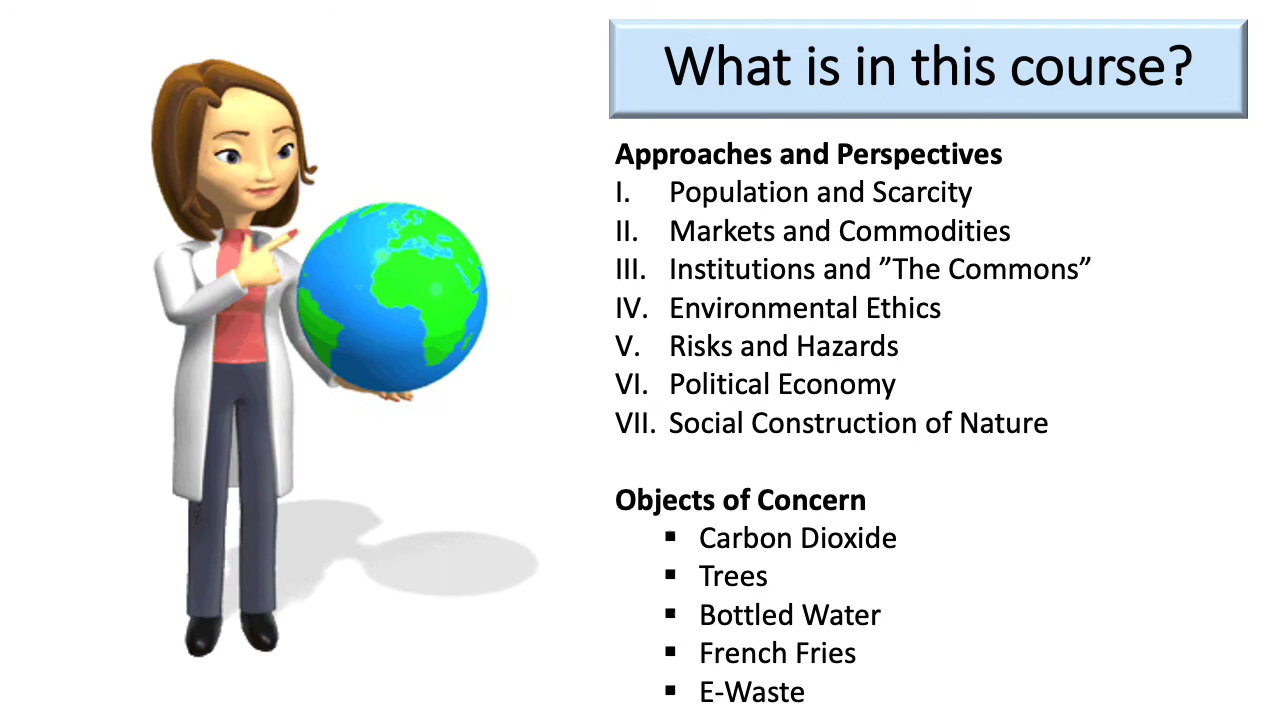 What is in this course?
Approaches and Perspectives
I. Population and Scarcity
II. Markets and Commodities
III. Institutions and ”The Commons”
IV. Environmental Ethics
V. Risks and Hazards
VI. Political Economy
VII. Social Construction of Nature
Objects of Concern
▪ Carbon Dioxide
▪ Trees
▪ Bottled Water
▪ French Fries
▪ E-Waste